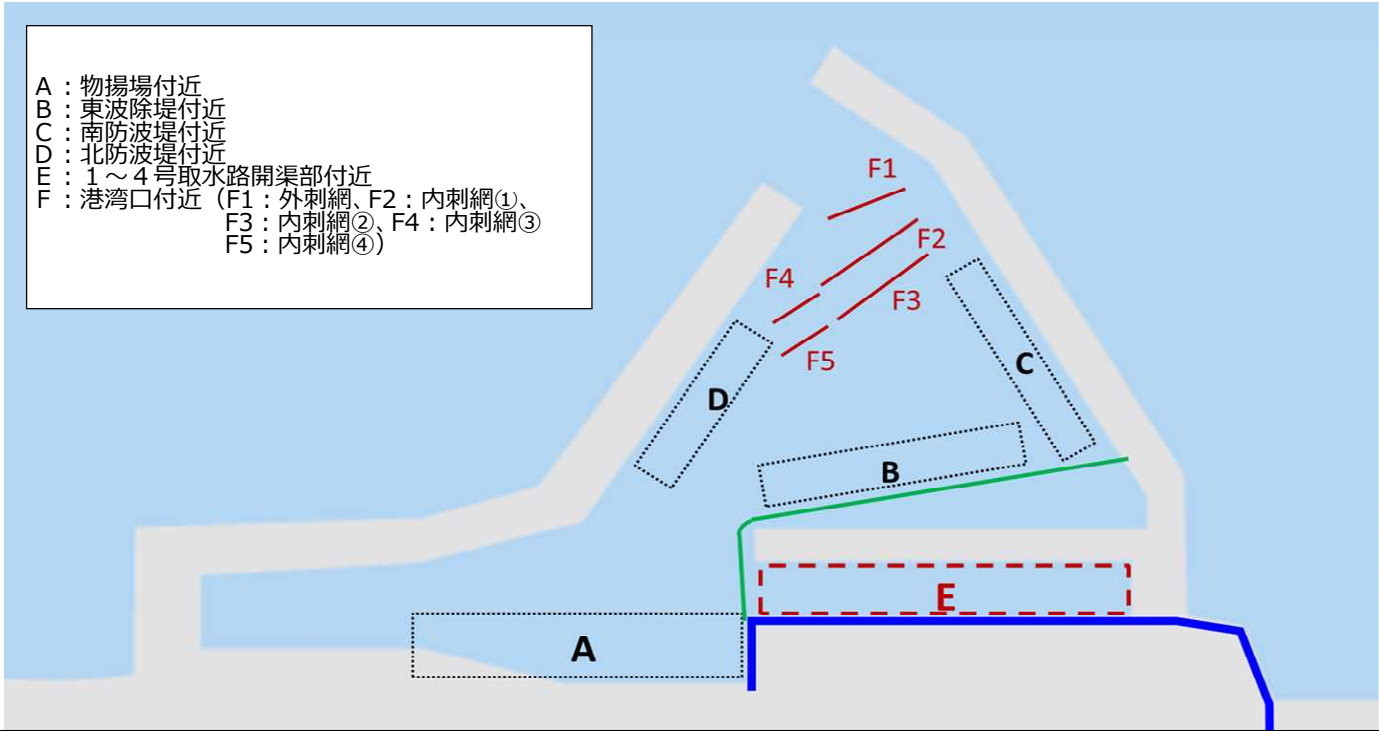 A：物揚場付近
B：東波除堤付近
C：南防波堤付近
D：北防波堤付近
E：１～４号取水路開渠部付近
F：港湾口付近（F1：外刺網、F2：内刺網①、
F3：内刺網②、F4：内刺網③
F5：内刺網④）
F1
F2
F4
F3
F5
C
D
B
E
A